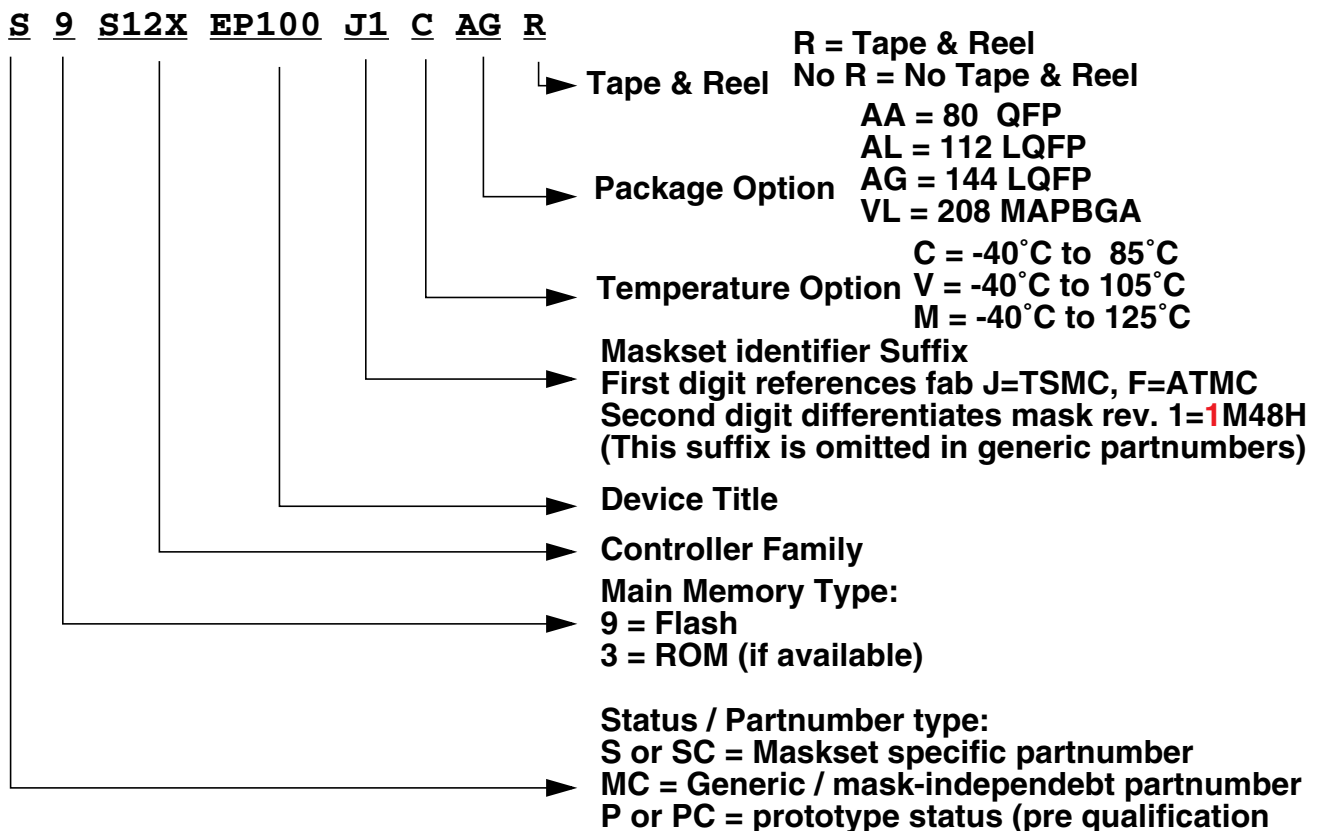 S 9 S12X EP100 J1 C AG R
R = Tape & Reel
Tape & Reel No R = No Tape & Reel
AA = 80 QFP
AL = 112 LQFP
Package Option AG = 144 LQFP
VL = 208 MAPBGA
C = -40˚C to 85˚C
Temperature Option V = -40˚C to 105˚C
M = -40˚C to 125˚C
Maskset identifier Suffix
First digit references fab J=TSMC, F=ATMC
Second digit differentiates mask rev. 1=1M48H
(This suffix is omitted in generic partnumbers)
Device Title
Controller Family
Main Memory Type:
9 = Flash
3 = ROM (if available)
Status / Partnumber type:
S or SC = Maskset specific partnumber
MC = Generic / mask-independebt partnumber
P or PC = prototype status (pre qualification